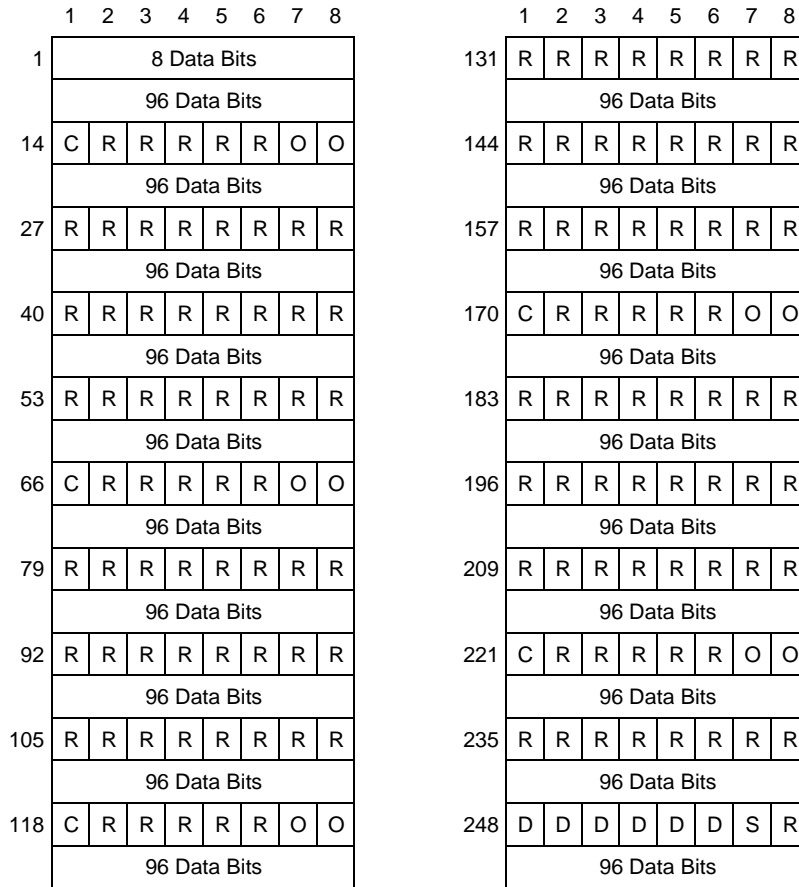 1 2 3 4 5 6 7 8
1 8 Data Bits
96 Data Bits
14 C R R R R R O O
96 Data Bits
27 R R R R R R R R
96 Data Bits
40 R R R R R R R R
96 Data Bits
53 R R R R R R R R
96 Data Bits
66 C R R R R R O O
96 Data Bits
79 R R R R R R R R
96 Data Bits
92 R R R R R R R R
96 Data Bits
105 R R R R R R R R
96 Data Bits
118 C R R R R R O O
96 Data Bits
1 2 3 4 5 6 7 8
131 R R R R R R R R
96 Data Bits
144 R R R R R R R R
96 Data Bits
157 R R R R R R R R
96 Data Bits
170 C R R R R R O O
96 Data Bits
183 R R R R R R R R
96 Data Bits
196 R R R R R R R R
96 Data Bits
209 R R R R R R R R
96 Data Bits
221 C R R R R R O O
96 Data Bits
235 R R R R R R R R
96 Data Bits
248 D D D D D D S R
96 Data Bits